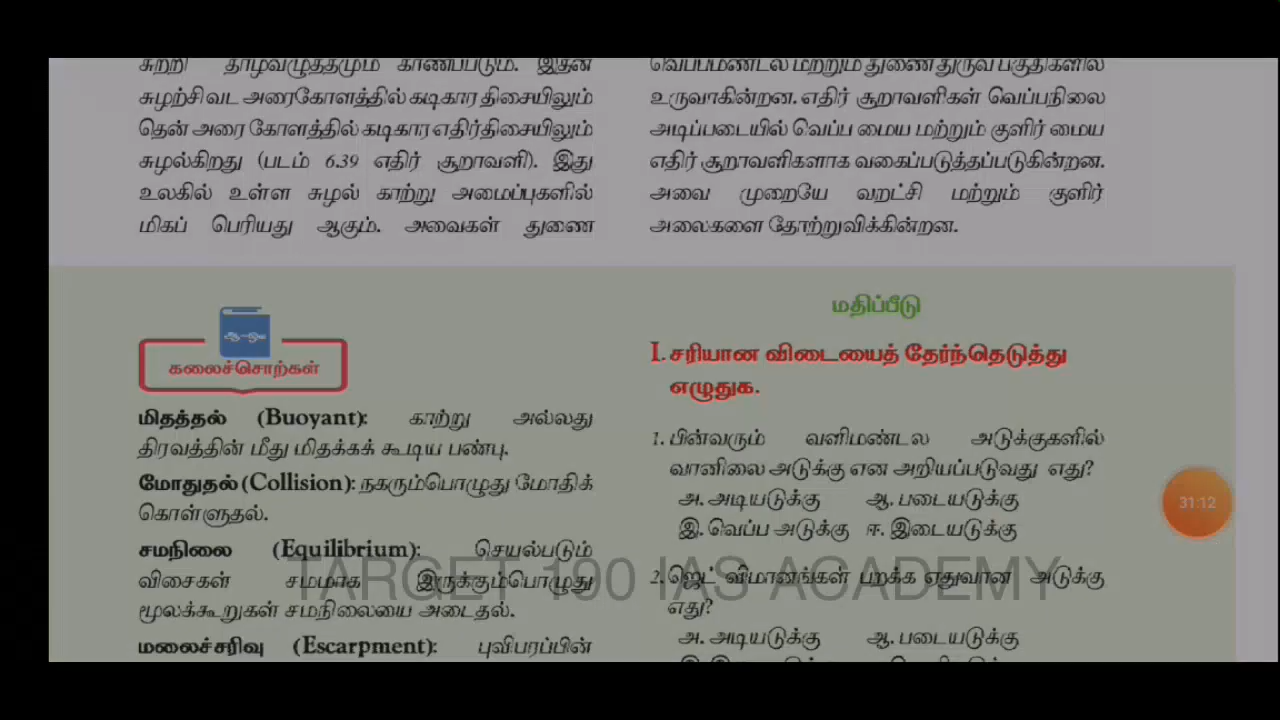 சுற்றி தாழ்வழுத்தமும் காணப்படும். இதன்
சுழற்சி வட அரைகோளத்தில் கடிகார திசையிலும்
தென் அரை கோளத்தில் கடிகார எதிர்திசையிலும்
சுழல்கிறது (படம் 6.39 எதிர் சூறாவளி). இது
உலகில் உள்ள சுழல் காற்று அமைப்புகளில்
மிகப் பெரியது ஆகும். அவைகள் துணை
வெப்பமண்டல மற்றும் துணை துருவ பகுதிகளில்
உருவாகின்றன. எதிர் சூறாவளிகள் வெப்பநிலை
அடிப்படையில் வெப்ப மைய மற்றும் குளிர் மைய
எதிர் சூறாவளிகளாக வகைப்படுத்தப்படுகின்றன.
அவை முறையே வறட்சி மற்றும் குளிர்
அலைகளை தோற்றுவிக்கின்றன.
கலைச்சொற்கள்
மிதத்தல் (Buoyant): காற்று அல்லது
திரவத்தின் மீது மிதக்கக் கூடிய பண்பு.
மோதுதல் (Collision): நகரும்பொழுது மோதிக்
கொள்ளுதல்.
சமநிலை (Equilibrium): செயல்படும்
விசைகள் சமமாக இருக்கும்பொழுது
மூலக்கூறுகள் சமநிலையை அடைதல்.
மலைச்சரிவு (Escarpment): புவிபரப்பின்
மதிப்பீடு
I. சரியான விடையைத் தேர்ந்தெடுத்து
எழுதுக.
1. பின்வரும் வளிமண்டல அடுக்குகளில்
வானிலை அடுக்கு என அறியப்படுவது எது?
அ. அடியடுக்கு ஆ. படையடுக்கு
இ. வெப்ப அடுக்கு ஈ. இடையடுக்கு
2. ஜெட் விமானங்கள் பறக்க ஏதுவான அடுக்கு
எது?
அ. அடியடுக்கு ஆ. படையடுக்கு
31:12
TARGET 190 IAS ACADEMY